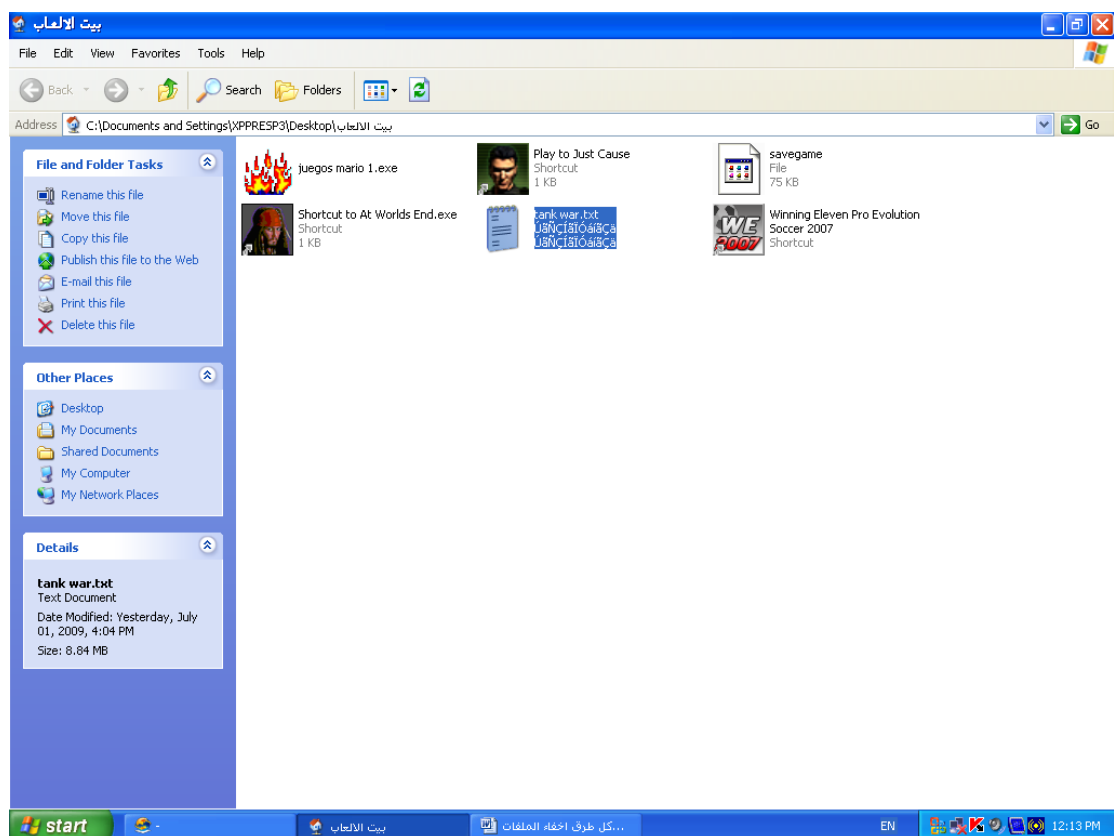 بيت الالعاب
File Edit View Favorites Tools Help
Back Search Folders
Address C:\Documents and Settings\XPPRESP3\Desktop\بيت الالعاب Go
File and Folder Tasks
Rename this file
Move this file
Copy this file
Publish this file to the Web
E-mail this file
Print this file
Delete this file
Other Places
Desktop
My Documents
Shared Documents
My Computer
My Network Places
Details
tank war.txt
Text Document
Date Modified: Yesterday, July
01, 2009, 4:04 PM
Size: 8.84 MB
juegos mario 1.exe
Play to Just Cause
Shortcut
1 KB
savegame
File
75 KB
Shortcut to At Worlds End.exe
Shortcut
1 KB
tank war.txt
WE
2007
Winning Eleven Pro Evolution
Soccer 2007
Shortcut
start
-
بيت الالعاب
كل طرق اخفاء الملفات...
EN
12:13 PM